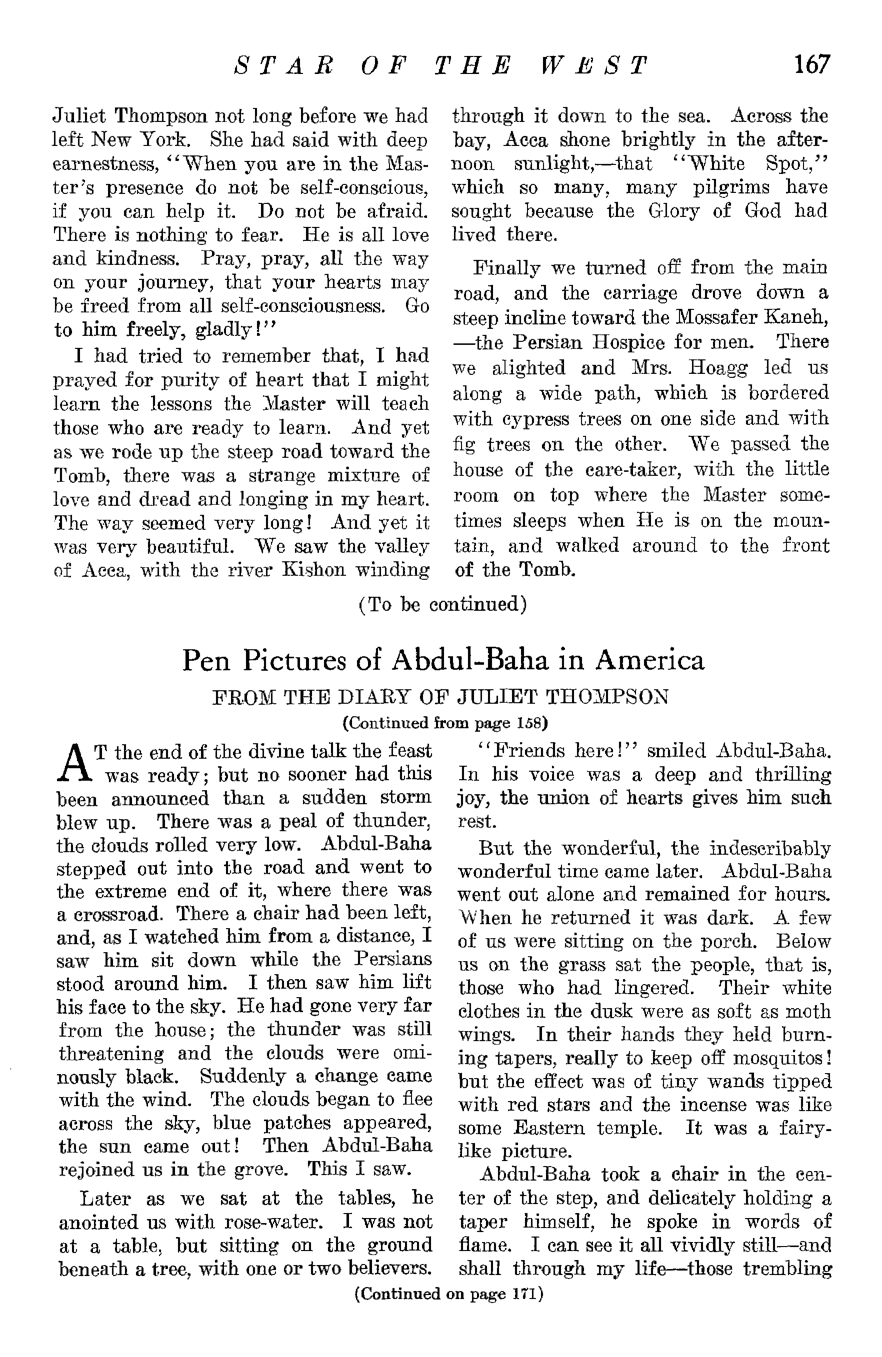 STAR OF THE WEST 167
Juliet Thompson not long before we had
left New York. She had said with deep
earnestness, "When you are in the Mas-
ter's presence do not be self-conscious,
if you can help it. Do not be afraid.
There is nothing to fear. He is all love
and kindness. Pray, pray, all the way
on your journey, that your hearts may
be freed from all self-consciousness. Go
to him freely, gladly!"
I had tried to remember that, I had
prayed for purity of heart that I might
learn the lessons the Master will teach
those who are ready to learn. And yet
as we rode up the steep road toward the
Tomb, there was a strange mixture of
love and dread and longing in my heart.
The way seemed very long! And yet it
was very beautiful. We saw the valley
of Acca, with the river Kishon winding
through it down to the sea. Across the
bay, Acca shone brightly in the after-
noon sunlight,—that "White Spot,"
which so many, many pilgrims have
sought because the Glory of God had
lived there.
Finally we turned off from the main
road, and the carriage drove down a
steep incline toward the Mossafer Kaneh,
—the Persian Hospice for men. There
we alighted and Mrs. Hoagg led us
along a wide path, which is bordered
with cypress trees on one side and with
fig trees on the other. We passed the
house of the care-taker, with the little
room on top where the Master some-
times sleeps when He is on the moun-
tain, and walked around to the front
of the Tomb.
(To be continued)
Pen Pictures of Abdul-Baha in America
FROM THE DIARY OF JULIET THOMPSON
(Continued from page 158)
AT the end of the divine talk the feast
was ready; but no sooner had this
been announced than a sudden storm
blew up. There was a peal of thunder,
the clouds rolled very low. Abdul-Baha
stepped out into the road and went to
the extreme end of it, where there was
a crossroad. There a chair had been left,
and, as I watched him from a distance, I
saw him sit down while the Persians
stood around him. I then saw him lift
his face to the sky. He had gone very far
from the house; the thunder was still
threatening and the clouds were omi-
nously black. Suddenly a change came
with the wind. The clouds began to flee
across the sky, blue patches appeared,
the sun came out! Then Abdul-Baha
rejoined us in the grove. This I saw.
Later as we sat at the tables, he
anointed us with rose-water. I was not
at a table, but sitting on the ground
beneath a tree, with one or two believers.
"Friends here!" smiled Abdul-Baha.
In his voice was a deep and thrilling
joy, the union of hearts gives him such
rest.
But the wonderful, the indescribably
wonderful time came later. Abdul-Baha
went out alone and remained for hours.
When he returned it was dark. A few
of us were sitting on the porch. Below
us on the grass sat the people, that is,
those who had lingered. Their white
clothes in the dusk were as soft as moth
wings. In their hands they held burn-
ing tapers, really to keep off mosquitos!
but the effect was of tiny wands tipped
with red stars and the incense was like
some Eastern temple. It was a fairy-
like picture.
Abdul-Baha took a chair in the cen-
ter of the step, and delicately holding a
taper himself, he spoke in words of
flame. I can see it all vividly still—and
shall through my life—those trembling
(Continued on page 171)